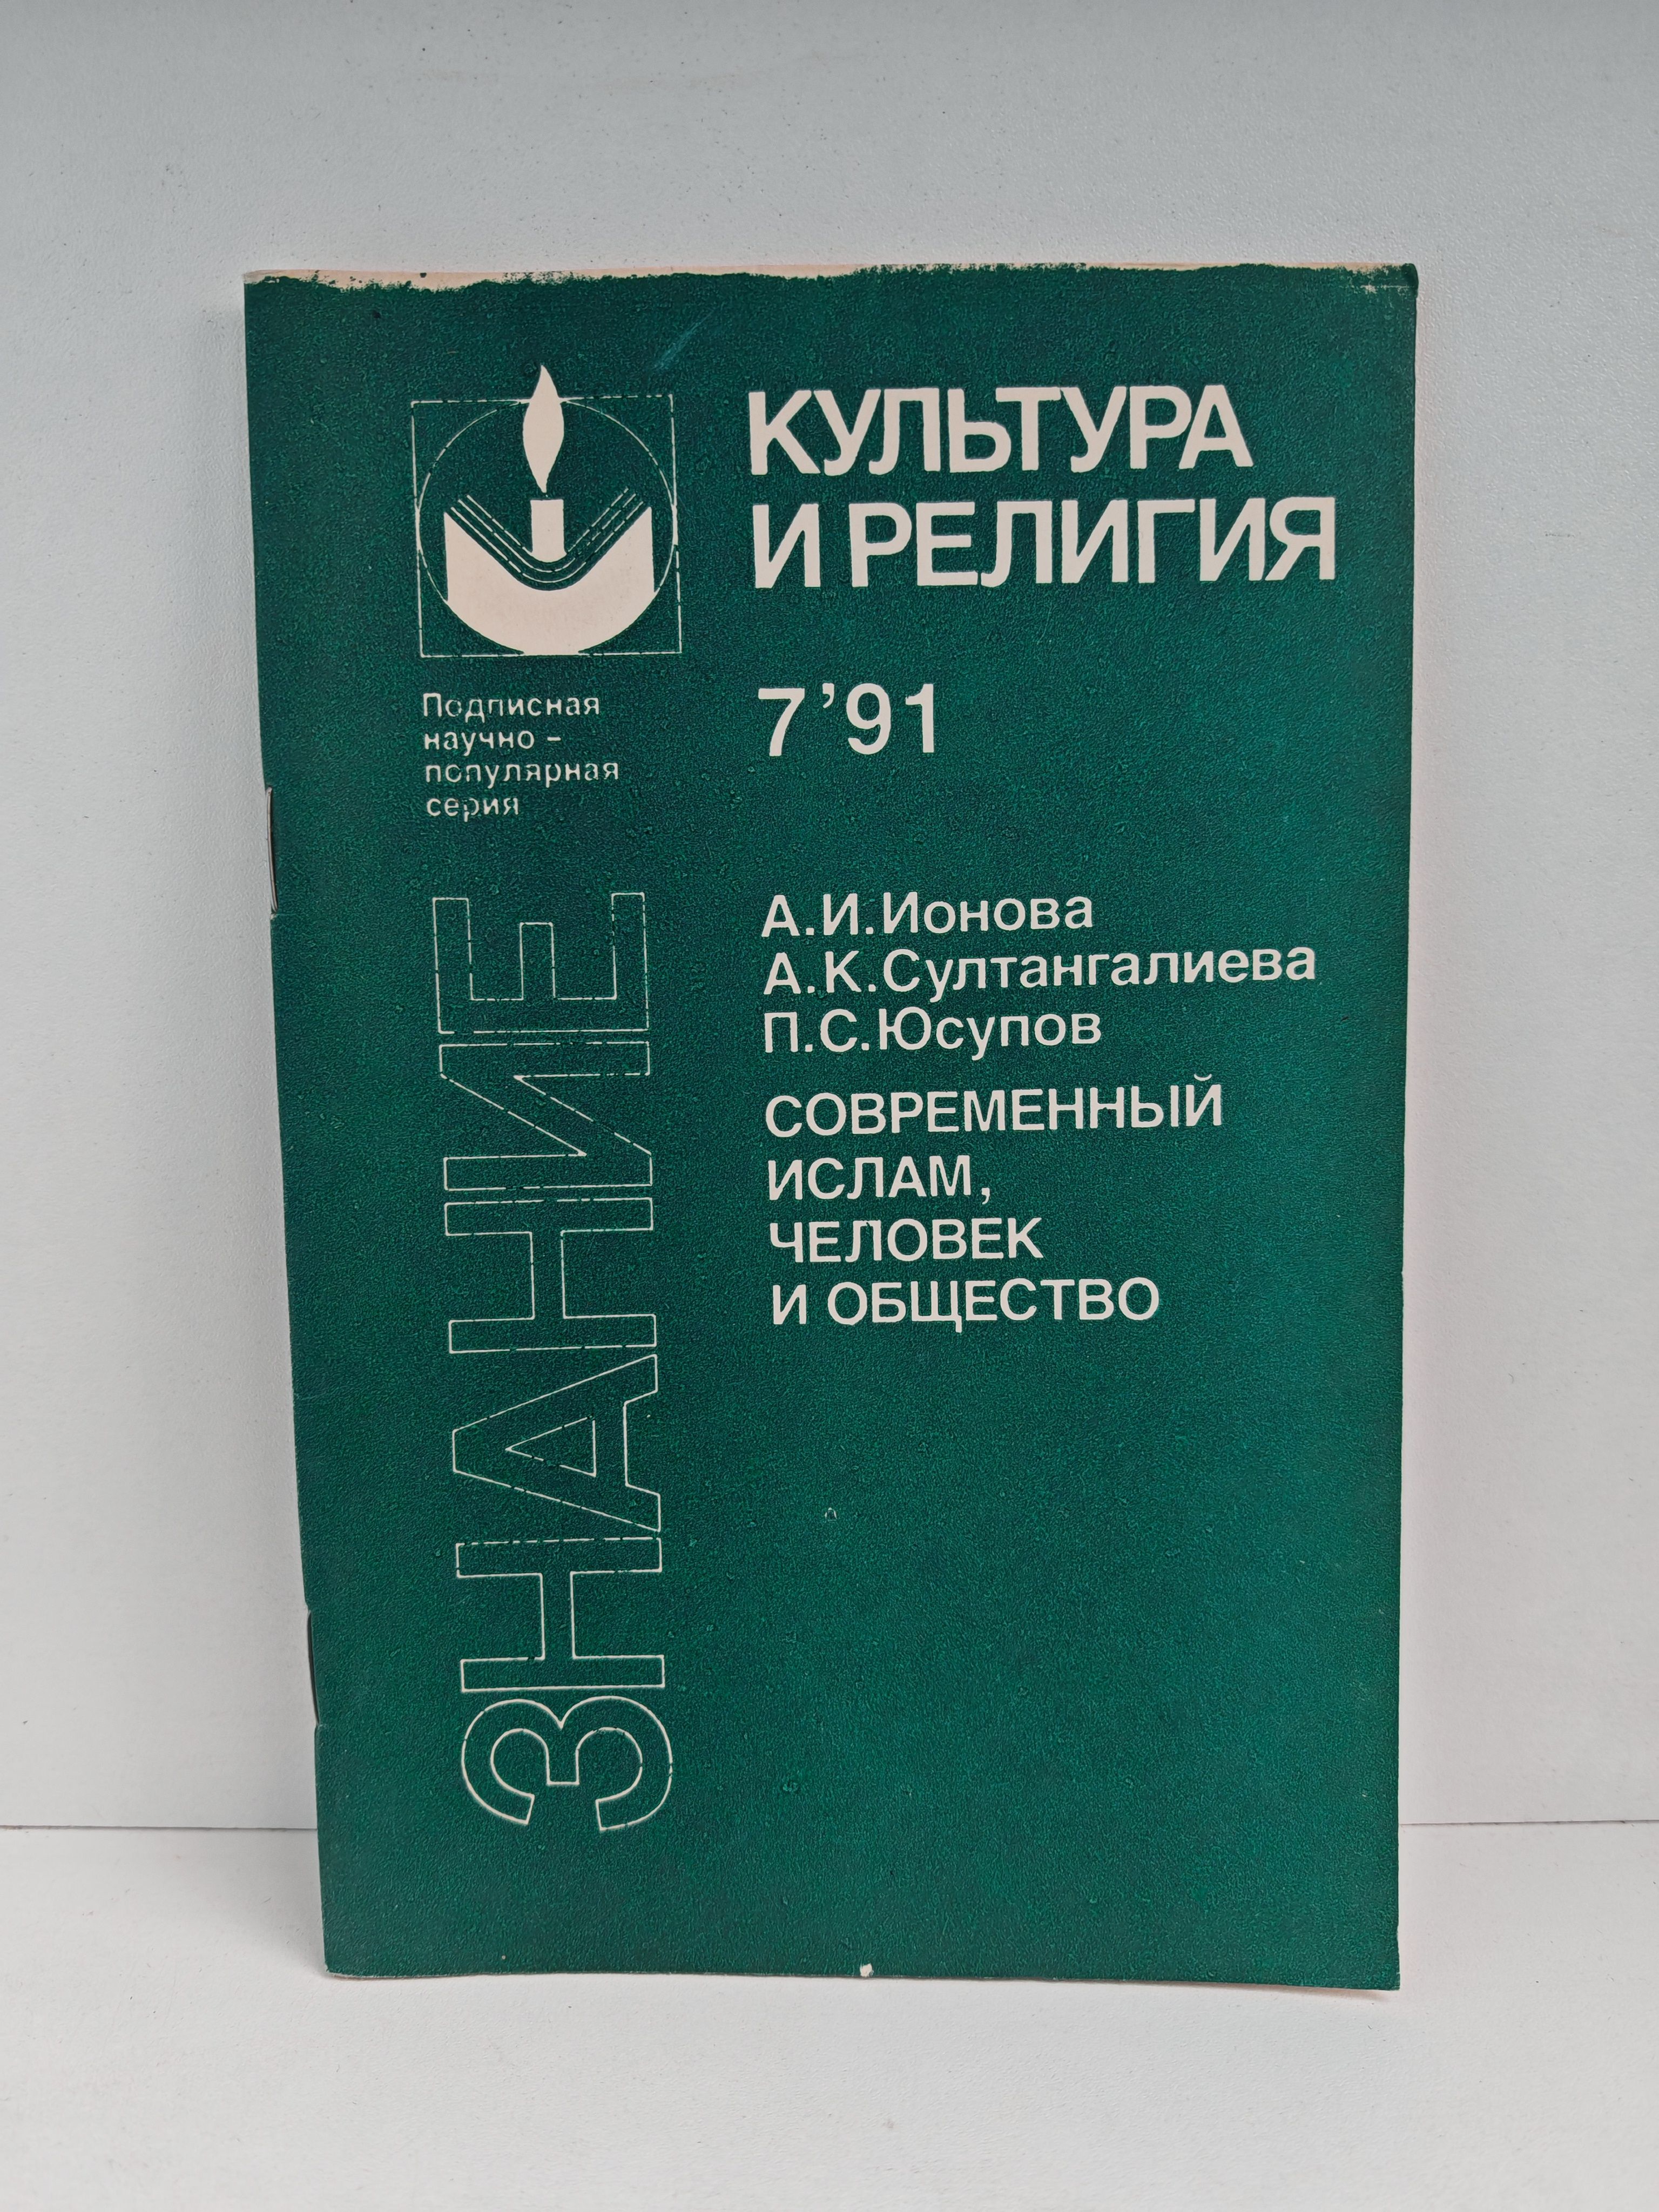 КУЛЬТУРА
И РЕЛИГИЯ
Подписная
научно-
популярная
серия
7'91
ЗНАНИЕ
А.И.Ионова
А.К.Султангалиева
П.С.Юсупов
СОВРЕМЕННЫЙ
ИСЛАМ,
ЧЕЛОВЕК
И ОБЩЕСТВО